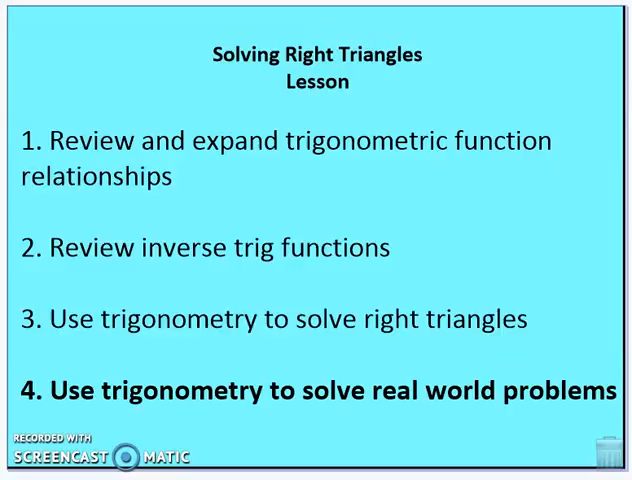 Solving Right Triangles
Lesson
1. Review and expand trigonometric function
relationships
2. Review inverse trig functions
3. Use trigonometry to solve right triangles
4. Use trigonometry to solve real world problems
RECORDED WITH
SCREENCAST MATIC